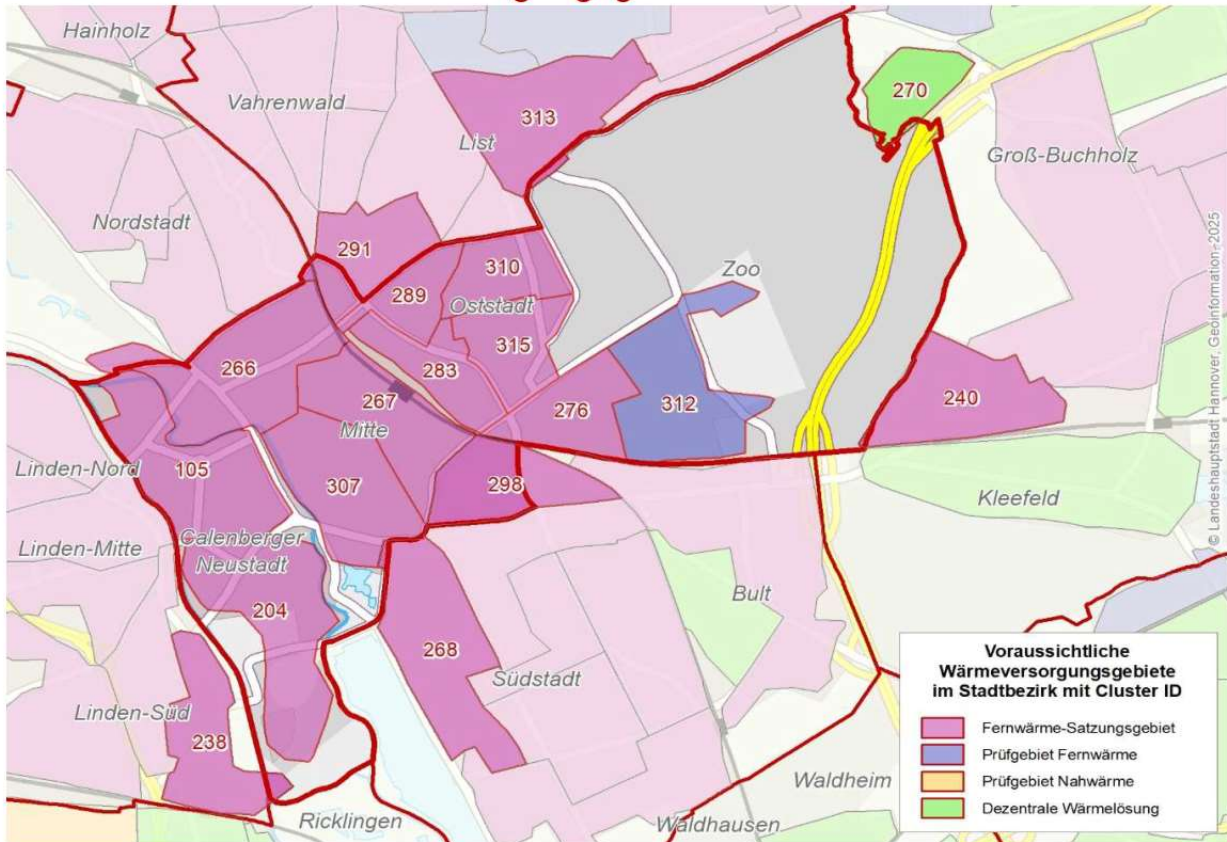 Hainholz
Vahrenwald
270
313
List
Groß-Buchholz
Nordstadt
291
310
Zoo
289
Oststadt
315
266
283
267
276
312
240
Mitte
Linden-Nord
105
307
298
Kleefeld
Linden-Mitte
Calenberger
Neustadt
204
Bult
268
Südstadt
Linden-Süd
238
Waldheim
Ricklingen
Waldhausen
© Landeshauptstadt Hannover, Geoinformation-2025
Voraussichtliche
Wärmeversorgungsgebiete
im Stadtbezirk mit Cluster ID
Fernwärme-Satzungsgebiet
Prüfgebiet Fernwärme
Prüfgebiet Nahwärme
Dezentrale Wärmelösung